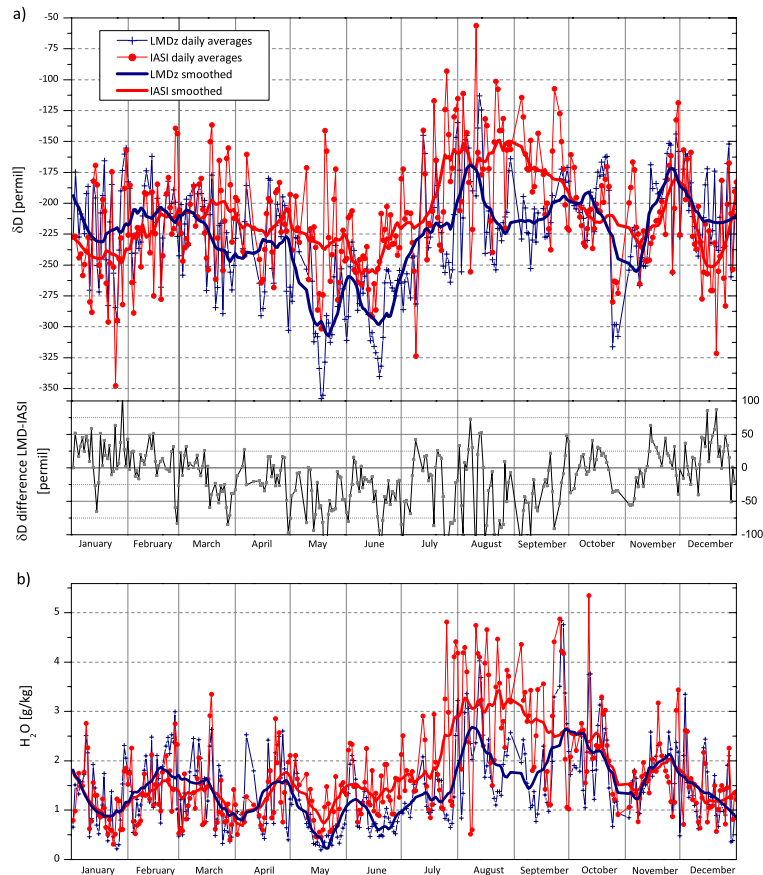 a)
LMDz daily averages
IASI daily averages
LMDz smoothed
IASI smoothed
δD [permil]
-50
-75
-100
-125
-150
-175
-200
-225
-250
-275
-300
-325
-350
δD difference LMD-IASI
[permil]
100
50
0
-50
-100
January February March April May June July August September October November December
b)
H2O [g/kg]
5
4
3
2
1
0
January February March April May June July August September October November December